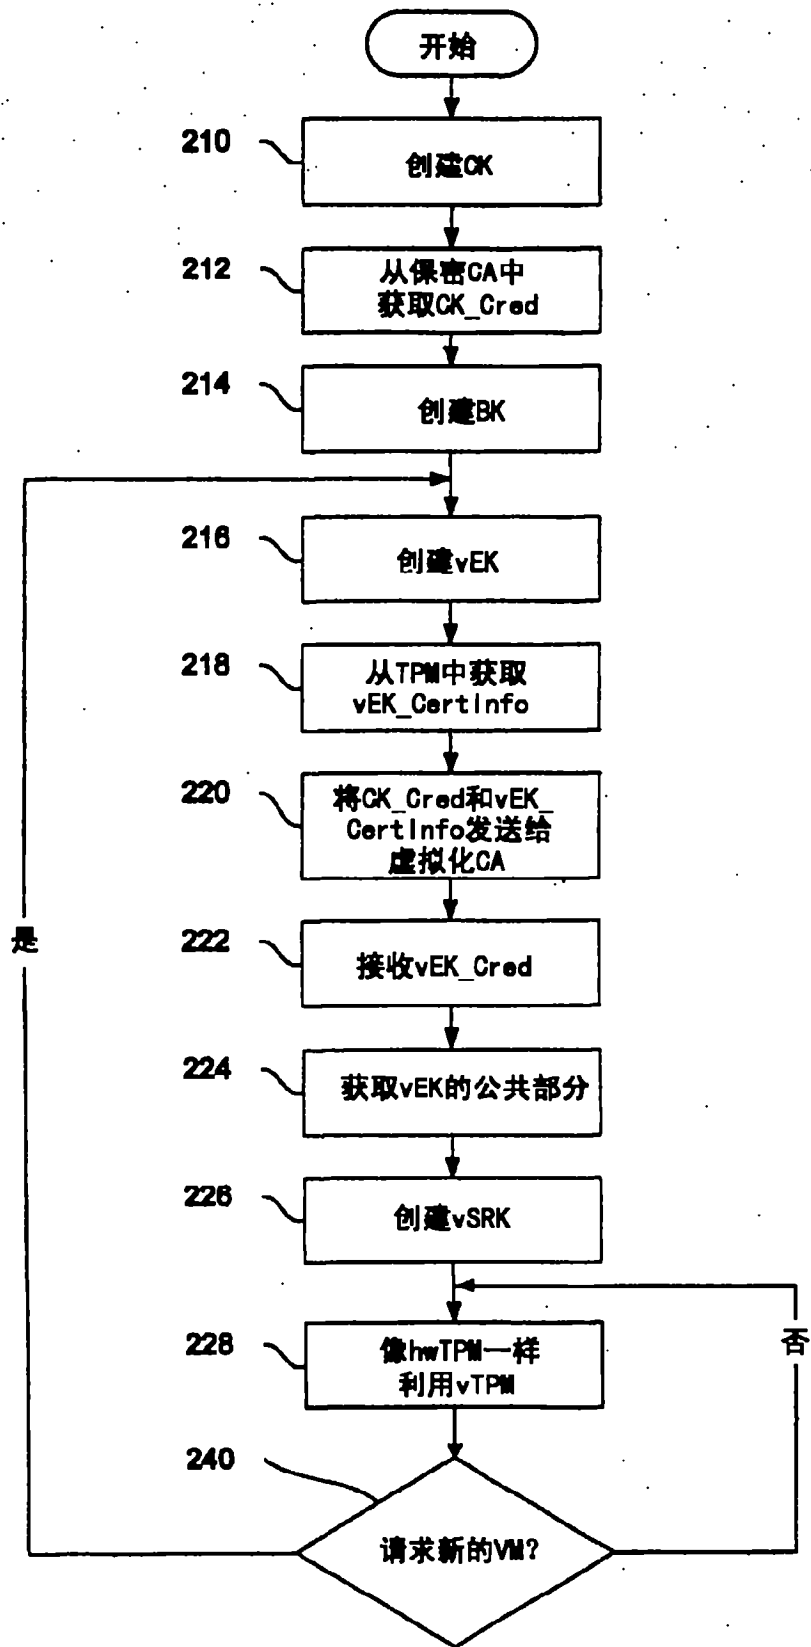 开始
210
创建CK
212
从保密CA中
获取CK_Cred
214
创建BK
216
创建vEK
218
从TPM中获取
vEK_CertInfo
220
将CK_Cred和vEK_
CertInfo发送给
虚拟化CA
222
接收vEK_Cred
是
224
获取vEK的公共部分
226
创建vSRK
228
像hwTPM一样
利用vTPM
否
240
请求新的VM?